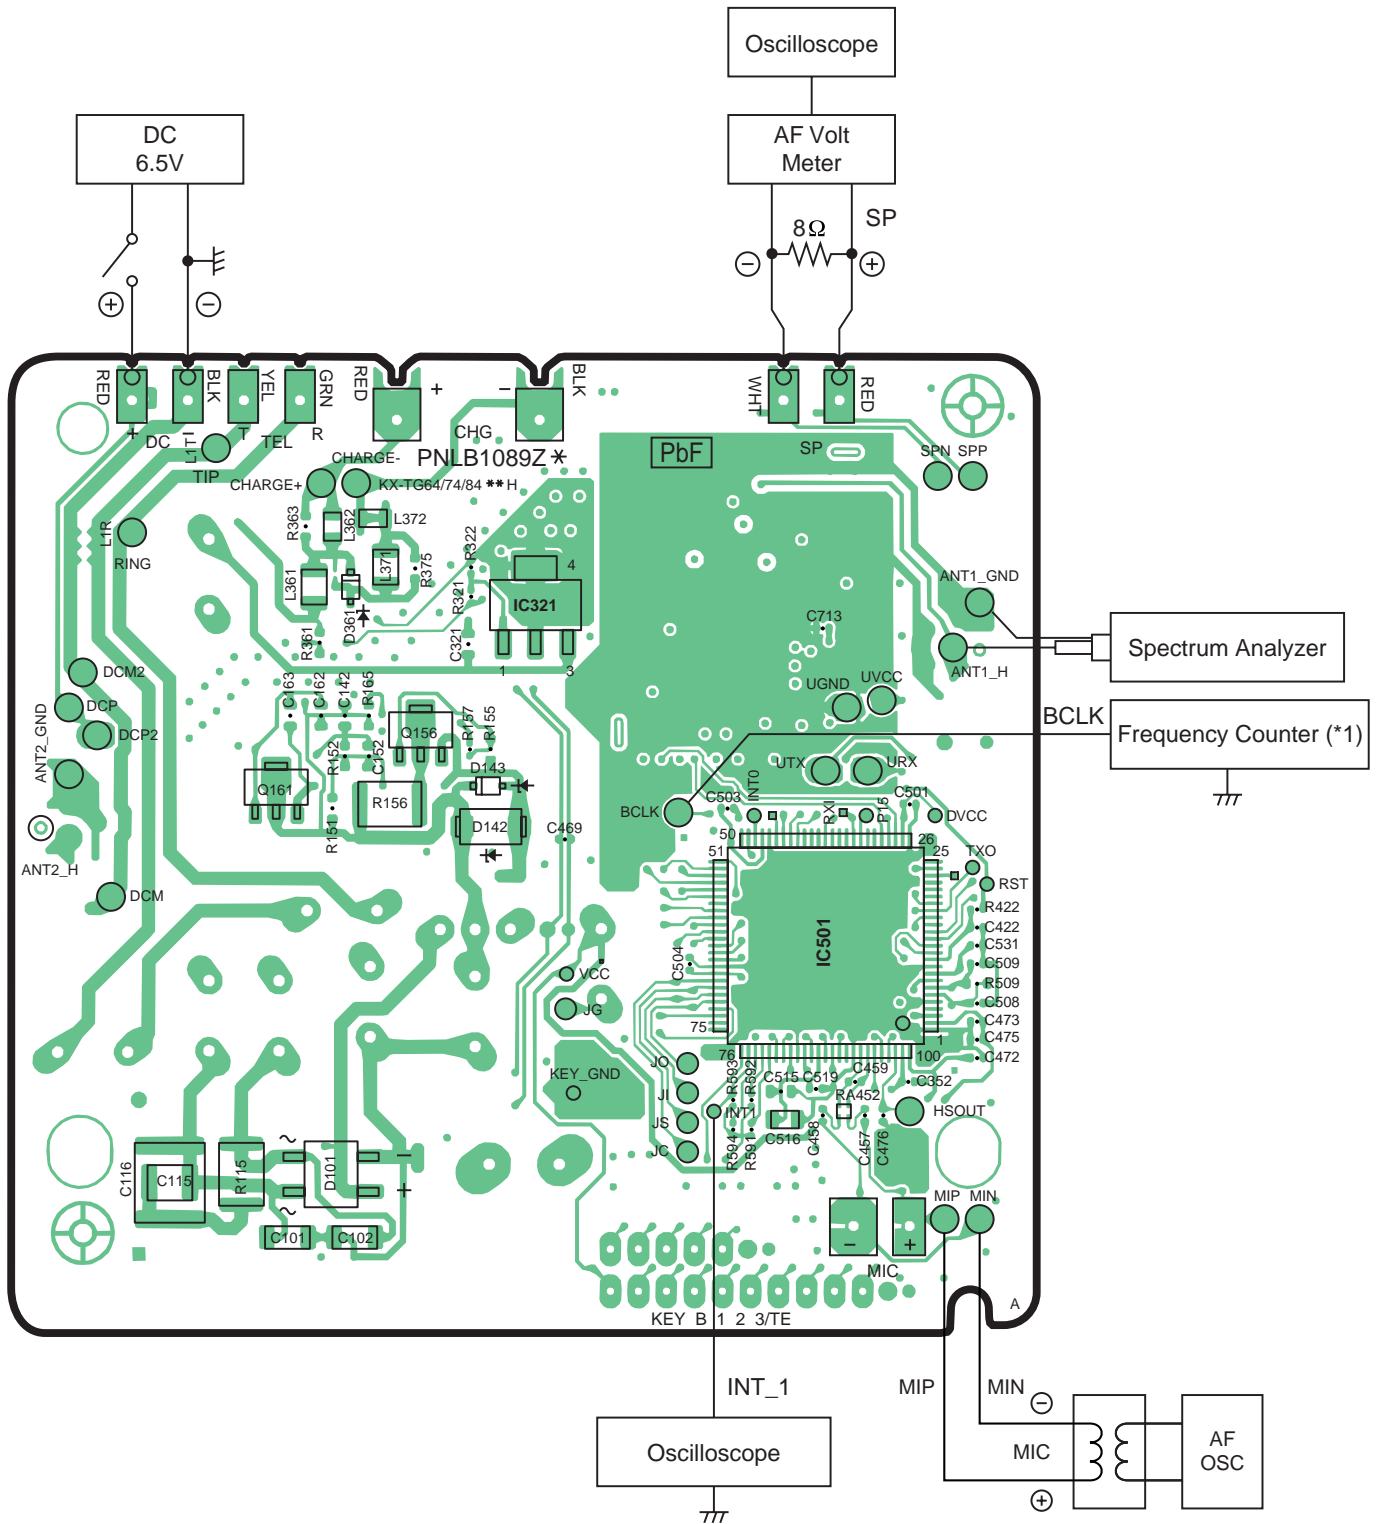 Oscilloscope
DC
6.5V
AF Volt
Meter
SP
8Ω
−
+
+
−
RED
BLK
YEL
GRN
RED
BLK
WHT
RED
+
−
+
−
DC
L1T
T
TEL
R
CHG
TIP
CHARGE-
PNLB1089Z*
PbF
SP
SPN
SPP
CHARGE+
KX-TG64/74/84 **H
L1R
RING
R363
L362
L372
R322
4
L361
L371
R375
R321
IC321
D361
R361
C321
1
3
C713
ANT1_GND
ANT1_H
Spectrum Analyzer
DCM2
DCP
DCP2
ANT2_GND
C163
C162
C142
R165
Q156
R157
R155
UGND
UVCC
BCLK
Frequency Counter (*1)
R152
C152
D143
UTX
URX
Q161
R156
INT0
BCLK
C503
RXI
P15
C501
DVCC
R151
D142
C469
50
26
51
25
TXO
ANT2_H
RST
DCM
R422
C422
C531
IC501
C504
C509
VCC
R509
C508
JG
C473
75
1
C475
76
100
C472
JO
KEY_GND
R593
R592
C515
C519
C459
C352
JI
RA452
INT1
HSOUT
JS
C516
C458
C457
C476
JC
R594
R591
C116
C115
R115
~
D101
−
+
~
C101
C102
MIP
MIN
−
+
MIC
A
KEY B 1 2 3/TE
INT_1
MIP
MIN
Oscilloscope
−
MIC
+
AF
OSC